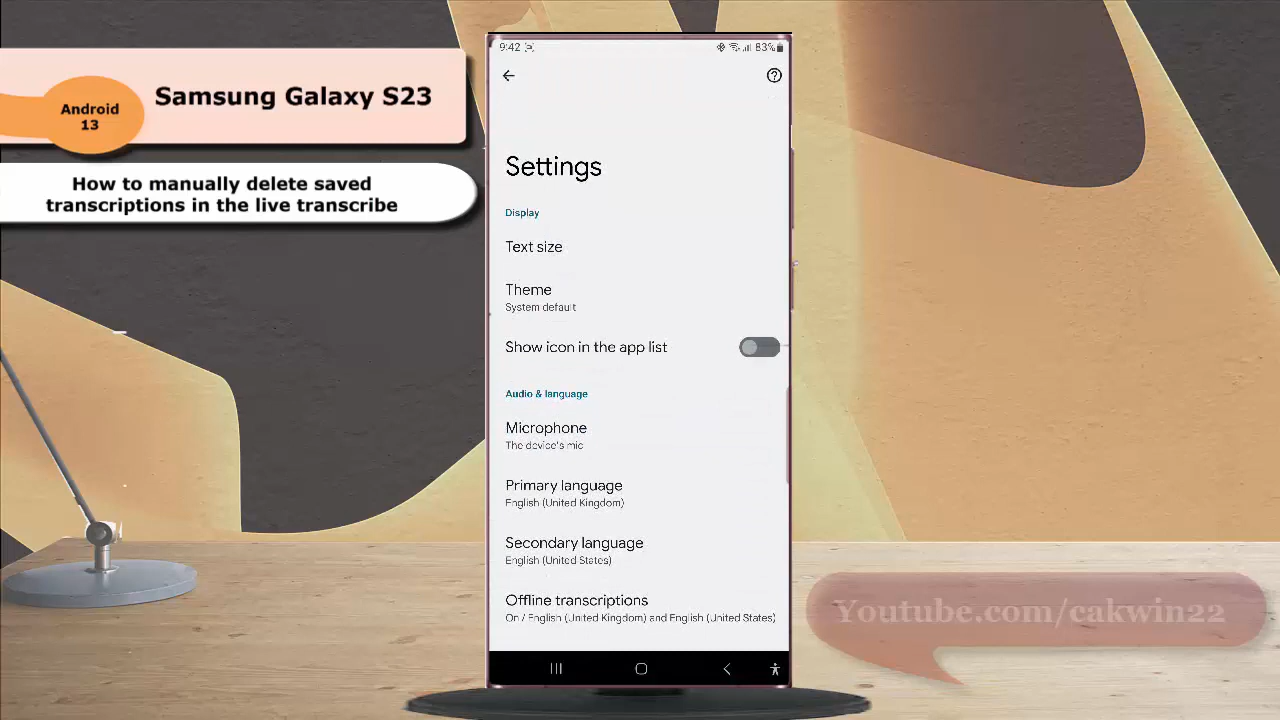 Samsung Galaxy S23
Android
13
How to manually delete saved
transcriptions in the live transcribe
9:42
83%
Settings
Display
Text size
Theme
System default
Show icon in the app list
Audio & language
Microphone
The device's mic
Primary language
English (United Kingdom)
Secondary language
English (United States)
Offline transcriptions
On / English (United Kingdom) and English (United States)
Youtube.com/cakwin22